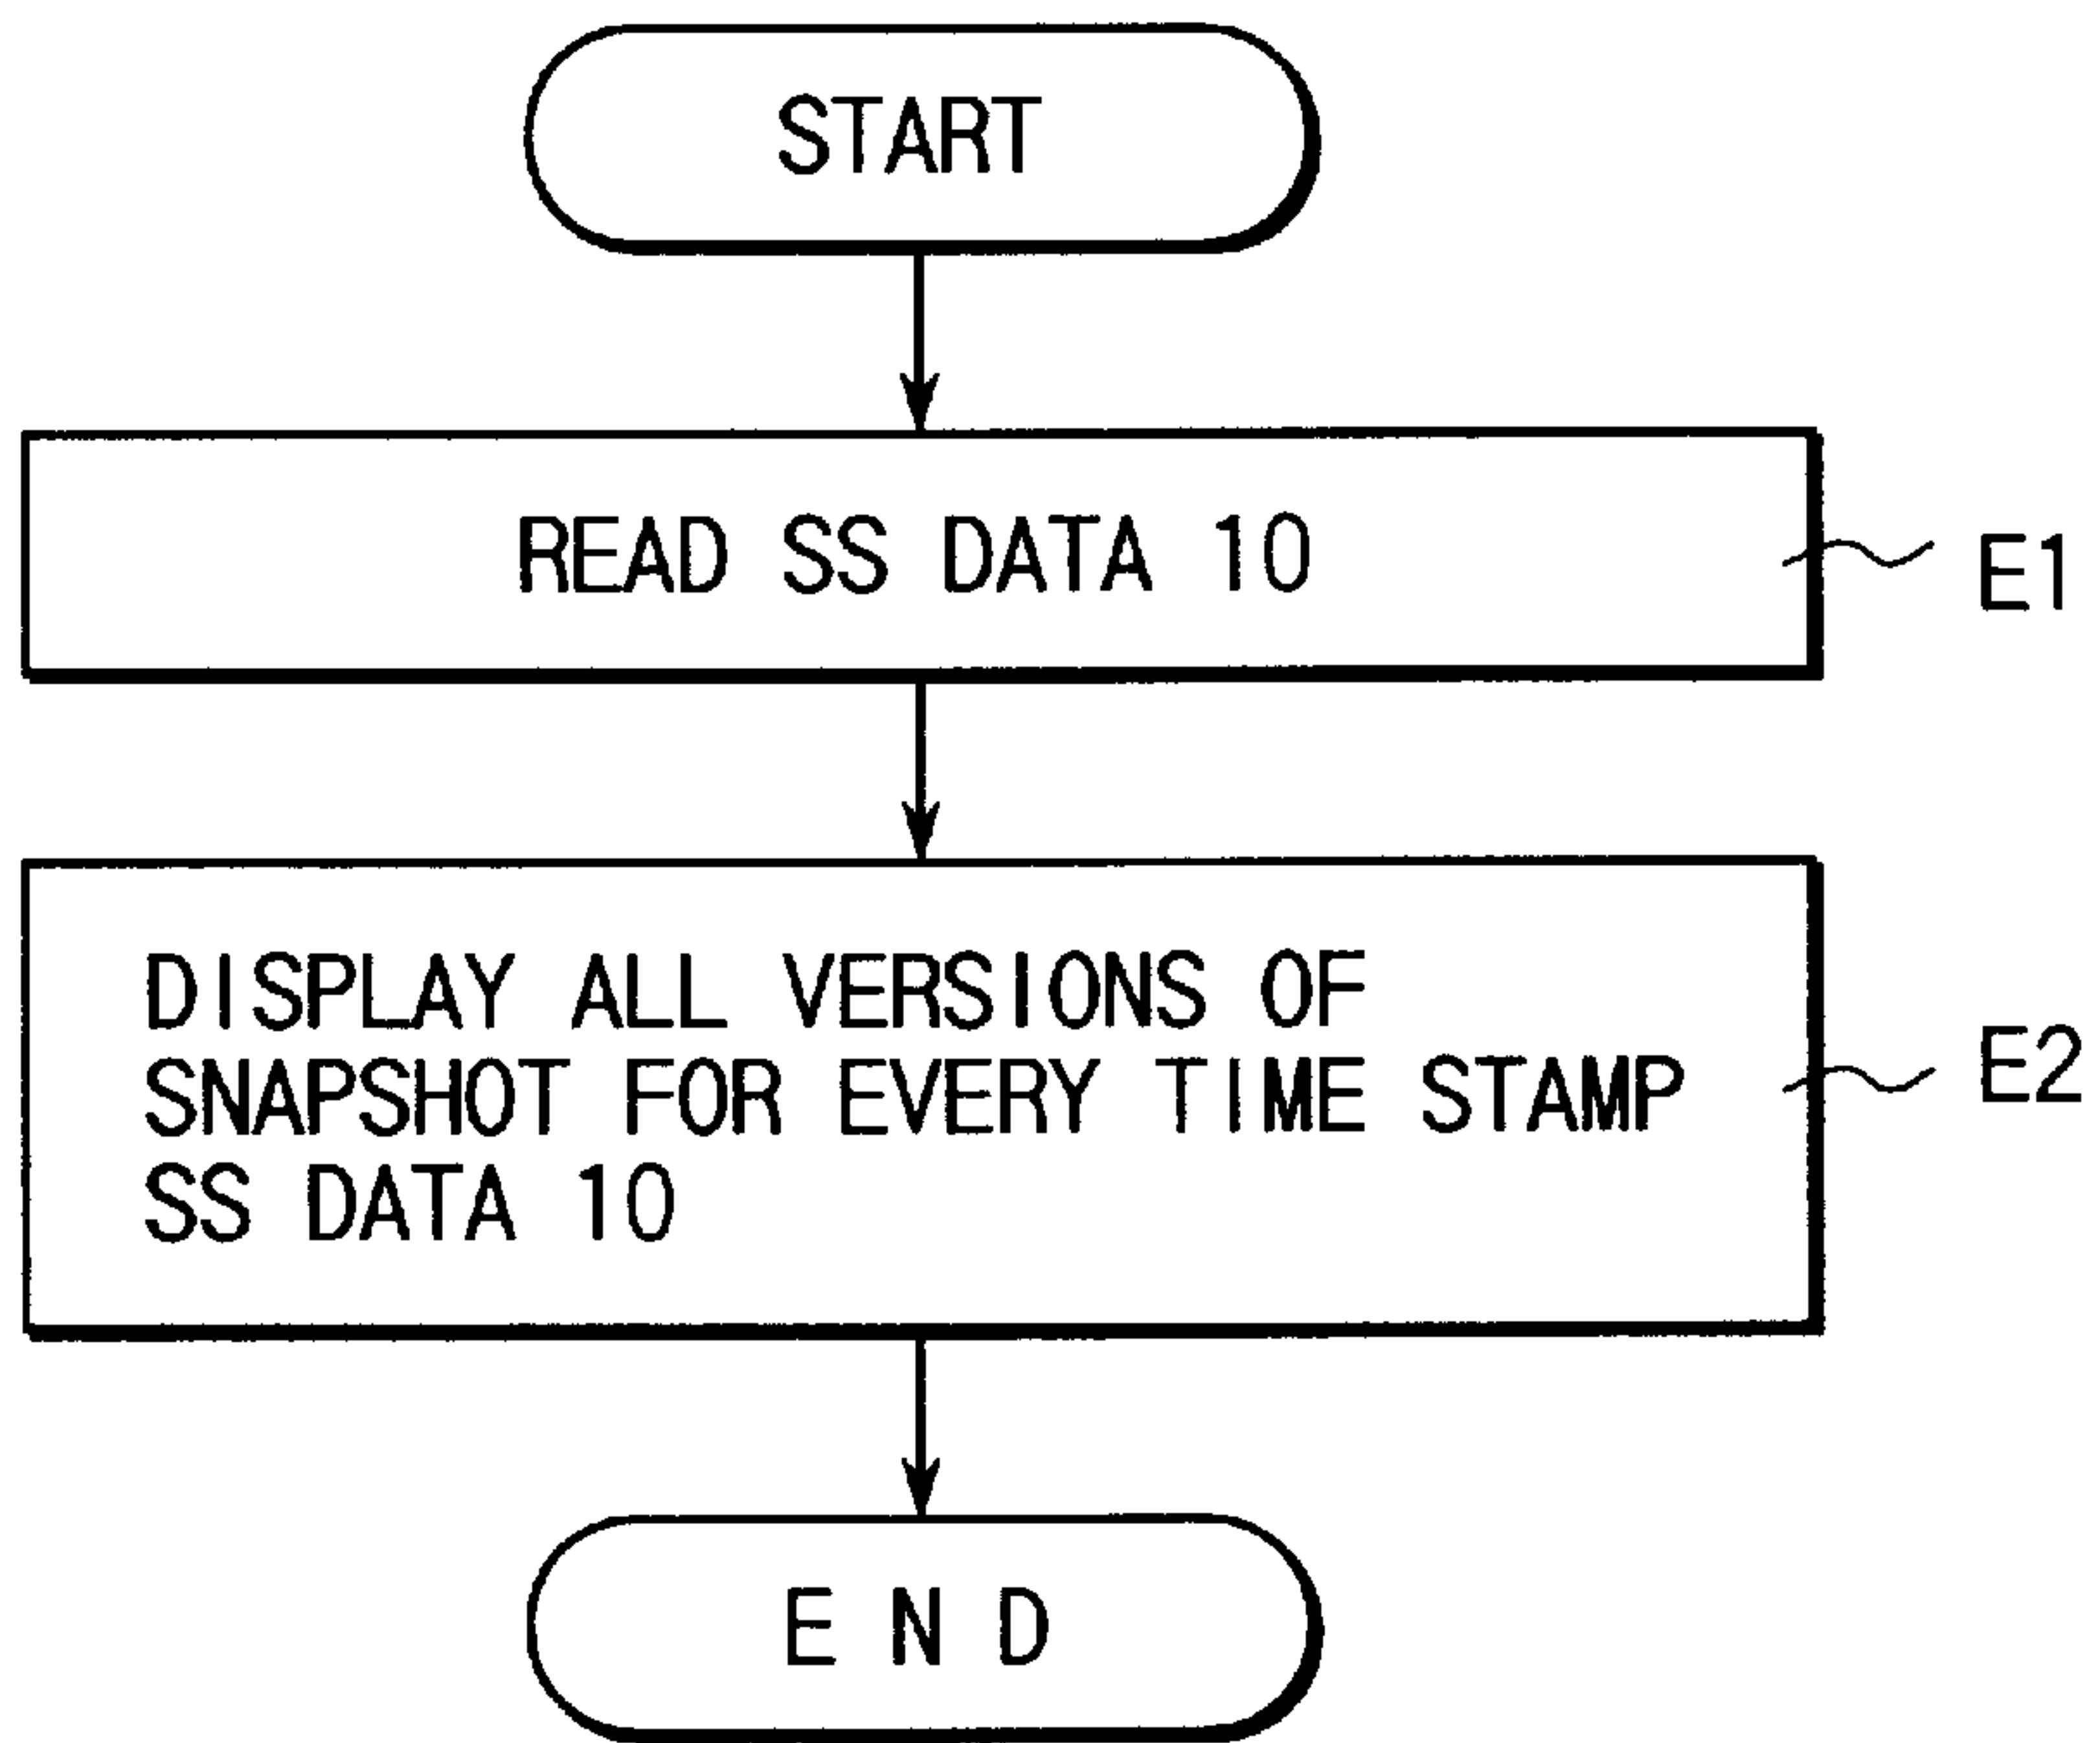 START
READ SS DATA 10
E1
DISPLAY ALL VERSIONS OF
SNAPSHOT FOR EVERY TIME STAMP
SS DATA 10
E2
E N D